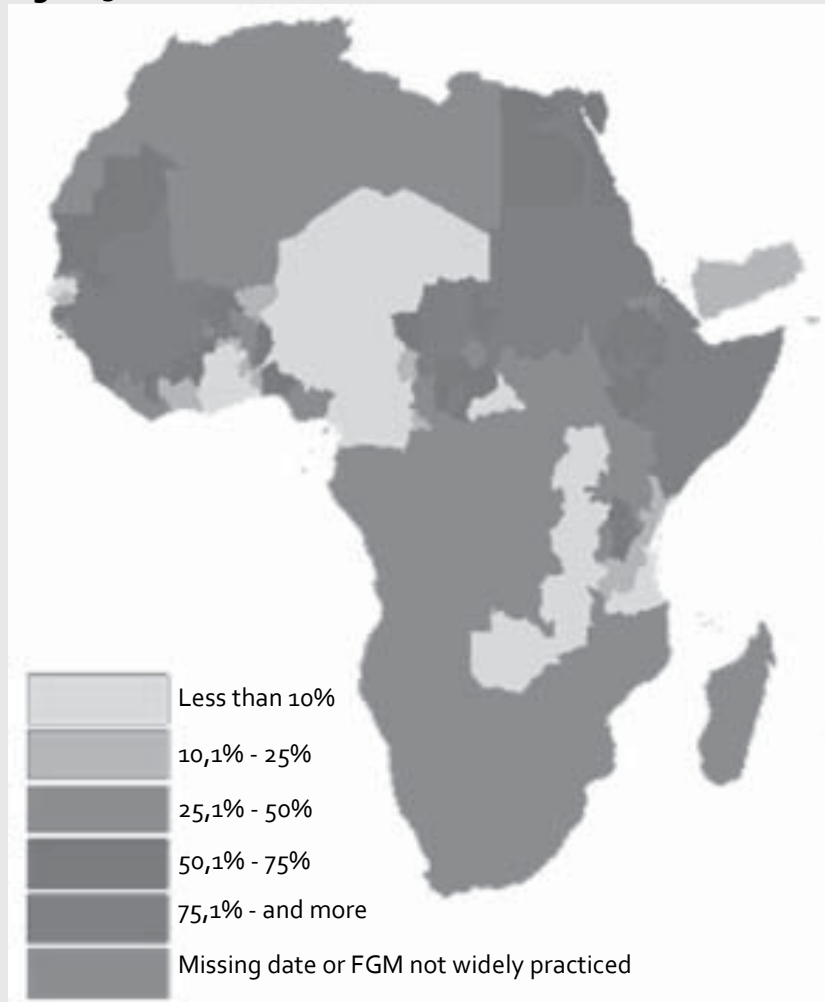 Less than 10%
10,1% - 25%
25,1% - 50%
50,1% - 75%
75,1% - and more
Missing date or FGM not widely practiced